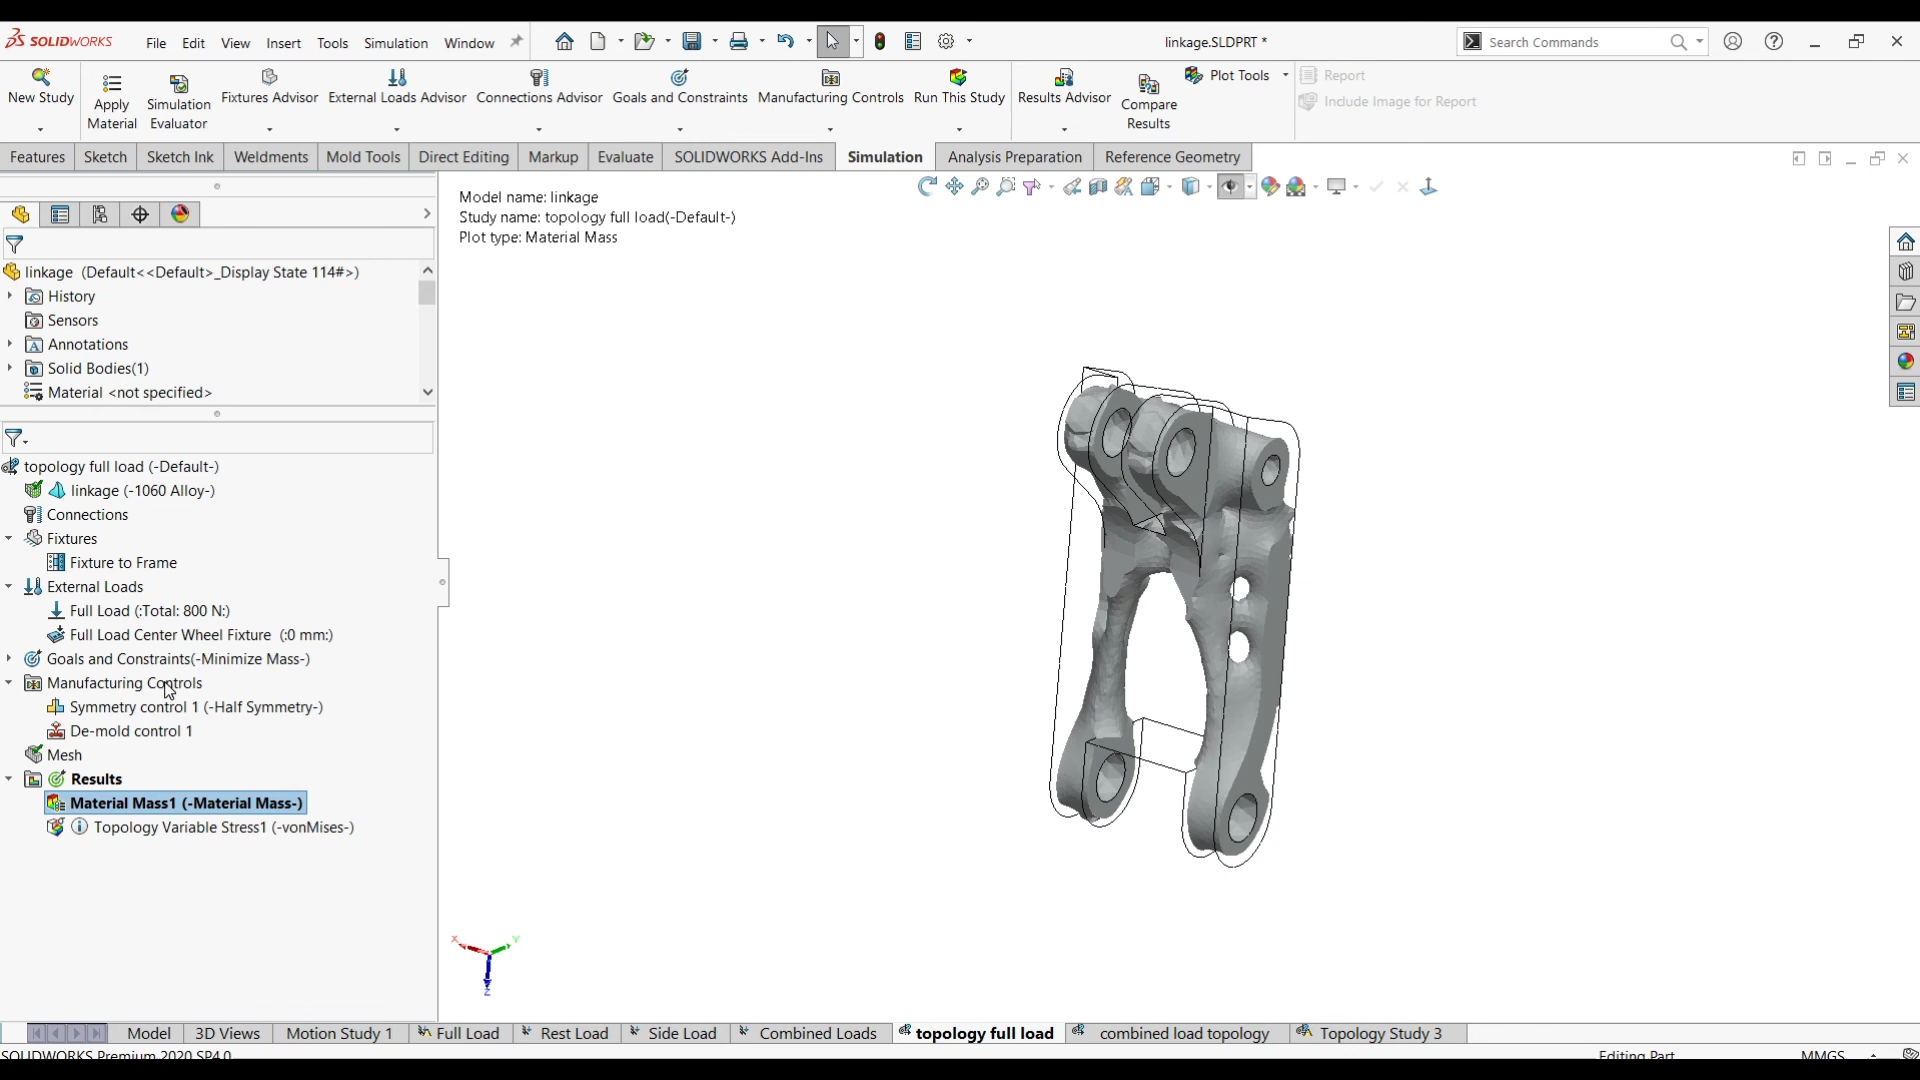 SOLIDWORKS
File Edit View Insert Tools Simulation Window
linkage.SLDPRT *
Search Commands
New Study
Apply Material
Simulation Evaluator
Fixtures Advisor
External Loads Advisor
Connections Advisor
Goals and Constraints
Manufacturing Controls
Run This Study
Results Advisor
Compare Results
Plot Tools
Report
Include Image for Report
Features Sketch Sketch Ink Weldments Mold Tools Direct Editing Markup Evaluate SOLIDWORKS Add-Ins Simulation Analysis Preparation Reference Geometry
linkage (Default<<Default>_Display State 114#>)
History
Sensors
Annotations
Solid Bodies(1)
Material <not specified>
topology full load (-Default-)
linkage (-1060 Alloy-)
Connections
Fixtures
Fixture to Frame
External Loads
Full Load (:Total: 800 N:)
Full Load Center Wheel Fixture (:0 mm:)
Goals and Constraints(-Minimize Mass-)
Manufacturing Controls
Symmetry control 1 (-Half Symmetry-)
De-mold control 1
Mesh
Results
Material Mass1 (-Material Mass-)
Topology Variable Stress1 (-vonMises-)
Model name: linkage
Study name: topology full load(-Default-)
Plot type: Material Mass
X Y
Z
Model 3D Views Motion Study 1 Full Load Rest Load Side Load Combined Loads topology full load combined load topology Topology Study 3
SOLIDWORKS Premium 2020 SP4.0 Editing Part MMGS